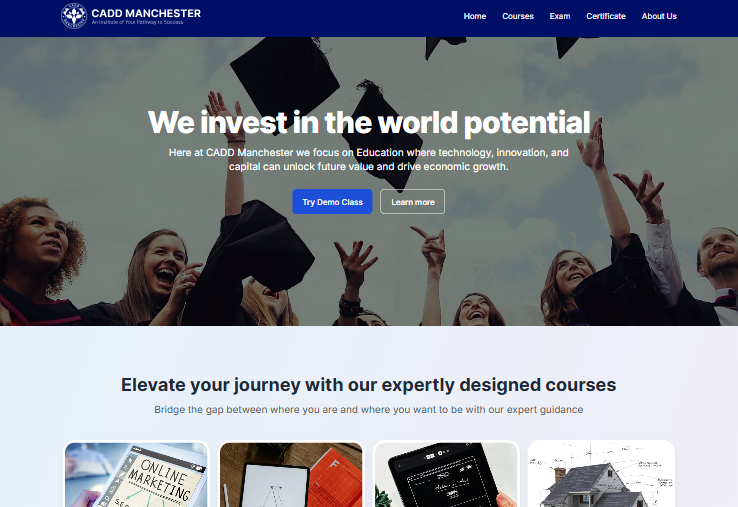 CADD MANCHESTER
An Institute of Your Pathway to Success
Home Courses Exam Certificate About Us
We invest in the world potential
Here at CADD Manchester we focus on Education where technology, innovation, and
capital can unlock future value and drive economic growth.
Try Demo Class Learn more
Elevate your journey with our expertly designed courses
Bridge the gap between where you are and where you want to be with our expert guidance
ONLINE
MARKETING